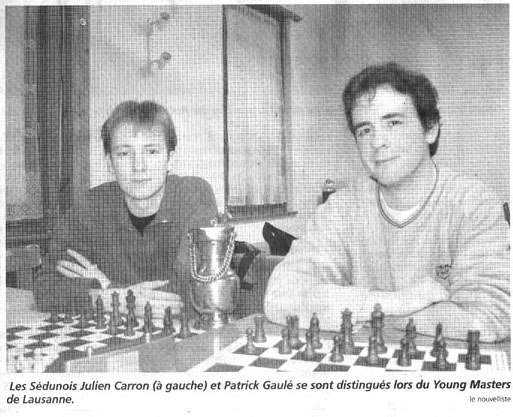 Les Sédunois Julien Carron (à gauche) et Patrick Gaulé se sont distingués lors du Young Masters
de Lausanne.
le nouvelliste